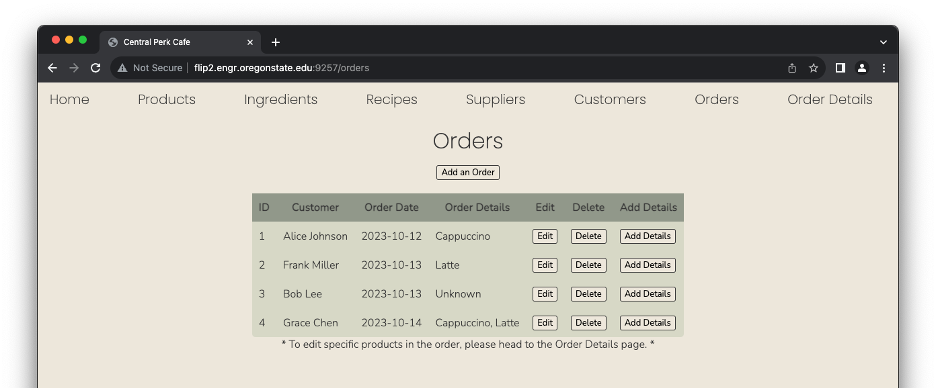 Central Perk Cafe
Not Secure | flip2.engr.oregonstate.edu:9257/orders
Home Products Ingredients Recipes Suppliers Customers Orders Order Details
Orders
Add an Order
ID Customer Order Date Order Details Edit Delete Add Details
1 Alice Johnson 2023-10-12 Cappuccino Edit Delete Add Details
2 Frank Miller 2023-10-13 Latte Edit Delete Add Details
3 Bob Lee 2023-10-13 Unknown Edit Delete Add Details
4 Grace Chen 2023-10-14 Cappuccino, Latte Edit Delete Add Details
* To edit specific products in the order, please head to the Order Details page. *